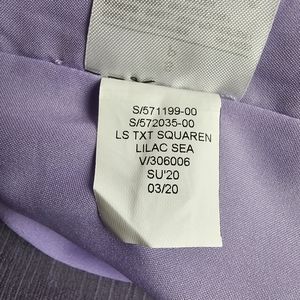 S/571199-00
S/572035-00
LS TXT SQUAREN
LILAC SEA
V/306006
SU'20
03/20